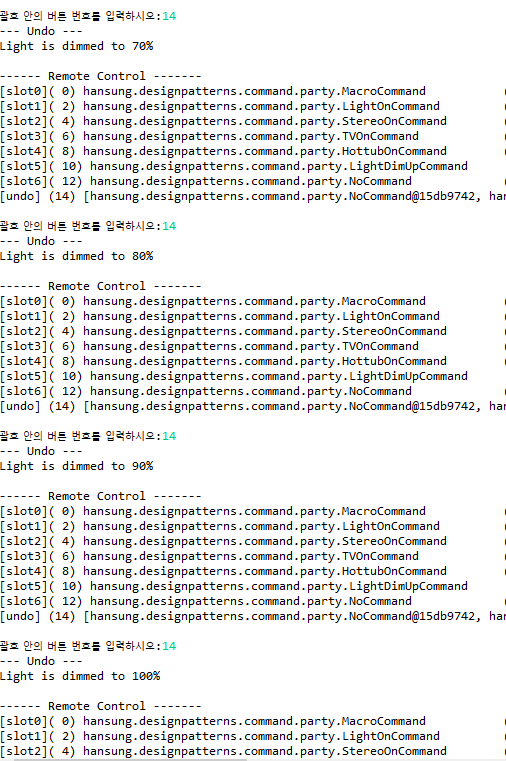 괄호 안의 버튼 번호를 입력하시오:14
--- Undo ---
Light is dimmed to 70%
------ Remote Control -------
[slot0]( 0) hansung.designpatterns.command.party.MacroCommand (
[slot1]( 2) hansung.designpatterns.command.party.LightOnCommand (
[slot2]( 4) hansung.designpatterns.command.party.StereoOnCommand (
[slot3]( 6) hansung.designpatterns.command.party.TVOnCommand (
[slot4]( 8) hansung.designpatterns.command.party.HottubOnCommand (
[slot5]( 10) hansung.designpatterns.command.party.LightDimUpCommand
[slot6]( 12) hansung.designpatterns.command.party.NoCommand (
[undo] (14) [hansung.designpatterns.command.party.NoCommand@15db9742, han
괄호 안의 버튼 번호를 입력하시오:14
--- Undo ---
Light is dimmed to 80%
------ Remote Control -------
[slot0]( 0) hansung.designpatterns.command.party.MacroCommand (
[slot1]( 2) hansung.designpatterns.command.party.LightOnCommand (
[slot2]( 4) hansung.designpatterns.command.party.StereoOnCommand (
[slot3]( 6) hansung.designpatterns.command.party.TVOnCommand (
[slot4]( 8) hansung.designpatterns.command.party.HottubOnCommand (
[slot5]( 10) hansung.designpatterns.command.party.LightDimUpCommand
[slot6]( 12) hansung.designpatterns.command.party.NoCommand (
[undo] (14) [hansung.designpatterns.command.party.NoCommand@15db9742, han
괄호 안의 버튼 번호를 입력하시오:14
--- Undo ---
Light is dimmed to 90%
------ Remote Control -------
[slot0]( 0) hansung.designpatterns.command.party.MacroCommand (
[slot1]( 2) hansung.designpatterns.command.party.LightOnCommand (
[slot2]( 4) hansung.designpatterns.command.party.StereoOnCommand (
[slot3]( 6) hansung.designpatterns.command.party.TVOnCommand (
[slot4]( 8) hansung.designpatterns.command.party.HottubOnCommand (
[slot5]( 10) hansung.designpatterns.command.party.LightDimUpCommand
[slot6]( 12) hansung.designpatterns.command.party.NoCommand (
[undo] (14) [hansung.designpatterns.command.party.NoCommand@15db9742, han
괄호 안의 버튼 번호를 입력하시오:14
--- Undo ---
Light is dimmed to 100%
------ Remote Control -------
[slot0]( 0) hansung.designpatterns.command.party.MacroCommand (
[slot1]( 2) hansung.designpatterns.command.party.LightOnCommand (
[slot2]( 4) hansung.designpatterns.command.party.StereoOnCommand (